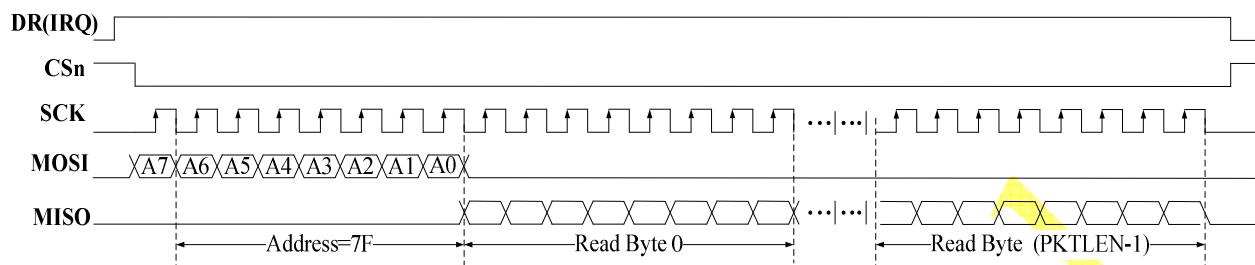 DR(IRQ)
CSn
SCK
MOSI A7 A6 A5 A4 A3 A2 A1 A0
MISO
Address=7F Read Byte 0 Read Byte (PKTLEN-1)